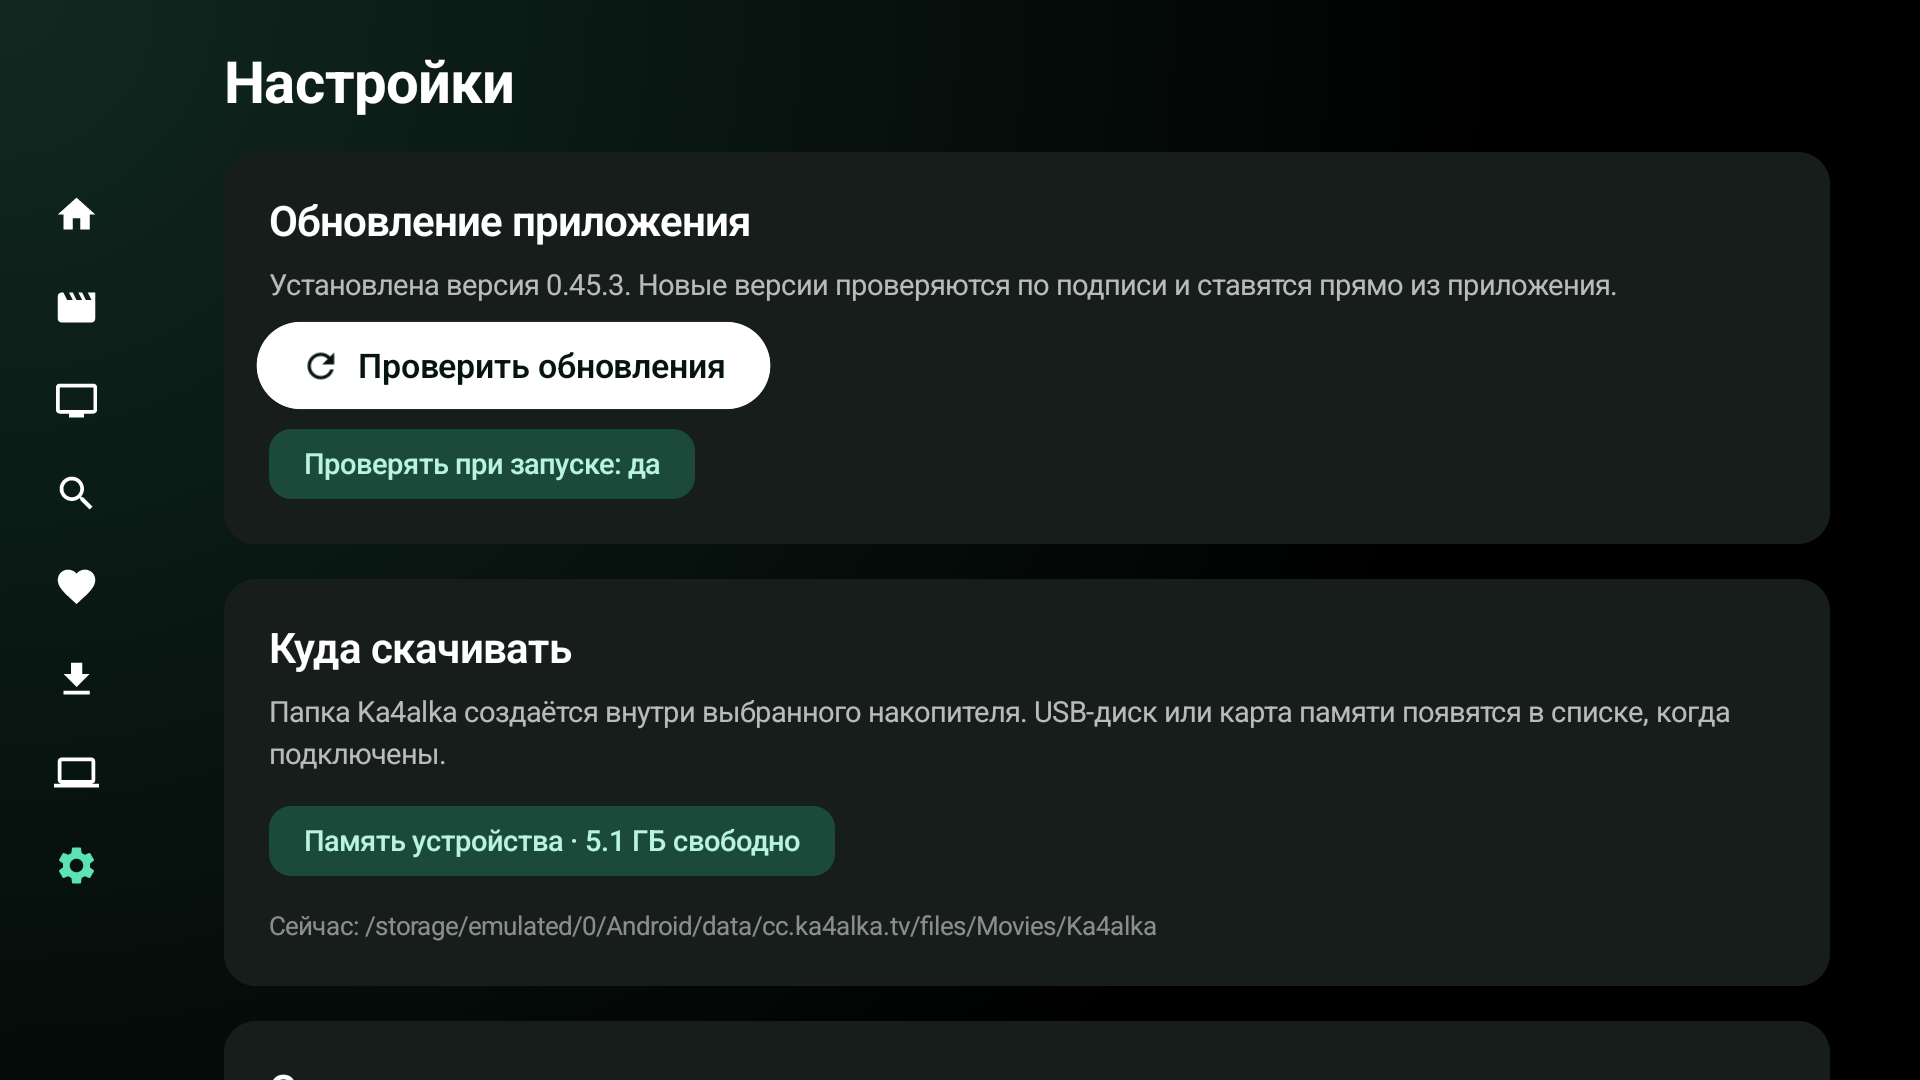 Настройки
Обновление приложения
Установлена версия 0.45.3. Новые версии проверяются по подписи и ставятся прямо из приложения.
Проверить обновления
Проверять при запуске: да
Куда скачивать
Папка Ka4alka создаётся внутри выбранного накопителя. USB-диск или карта памяти появятся в списке, когда
подключены.
Память устройства · 5.1 ГБ свободно
Сейчас: /storage/emulated/0/Android/data/cc.ka4alka.tv/files/Movies/Ka4alka